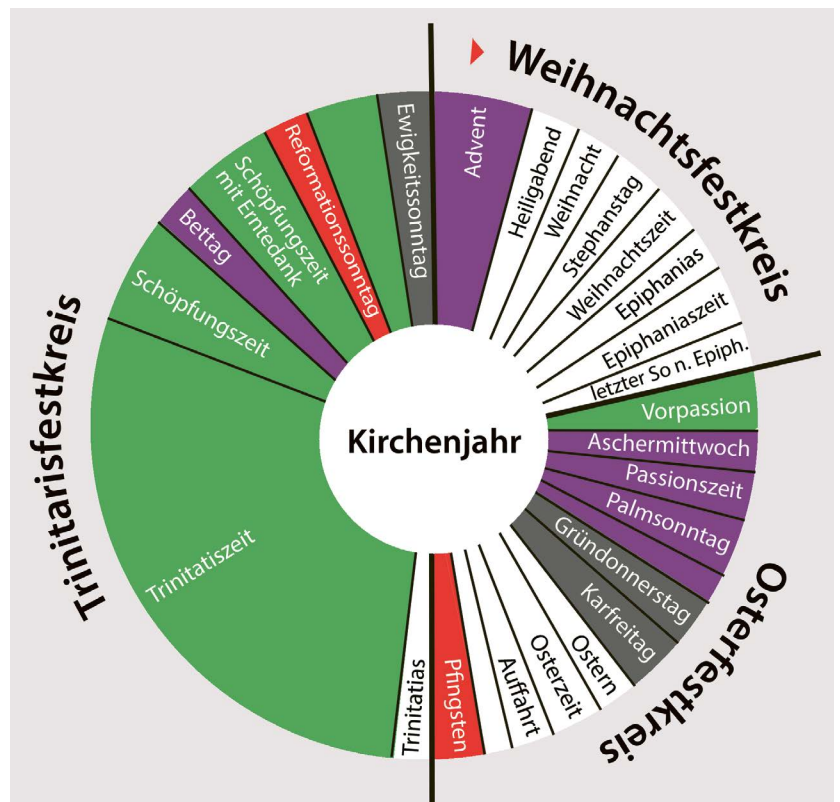 Weihnachtsfestkreis
Advent
Heiligabend
Weihnacht
Stephanstag
Weihnachtszeit
Epiphanias
Epiphaniaszeit
letzter So n. Epiph.
Vorpassion
Aschermittwoch
Passionszeit
Palmsonntag
Gründonnerstag
Karfreitag
Osterfestkreis
Ostern
Osterzeit
Auffahrt
Pfingsten
Trinitatias
Trinitatiszeit
Trinitarisfestkreis
Schöpfungszeit
Bettag
Schöpfungszeit
mit Erntedank
Reformationssonntag
Ewigkeitssonntag
Kirchenjahr